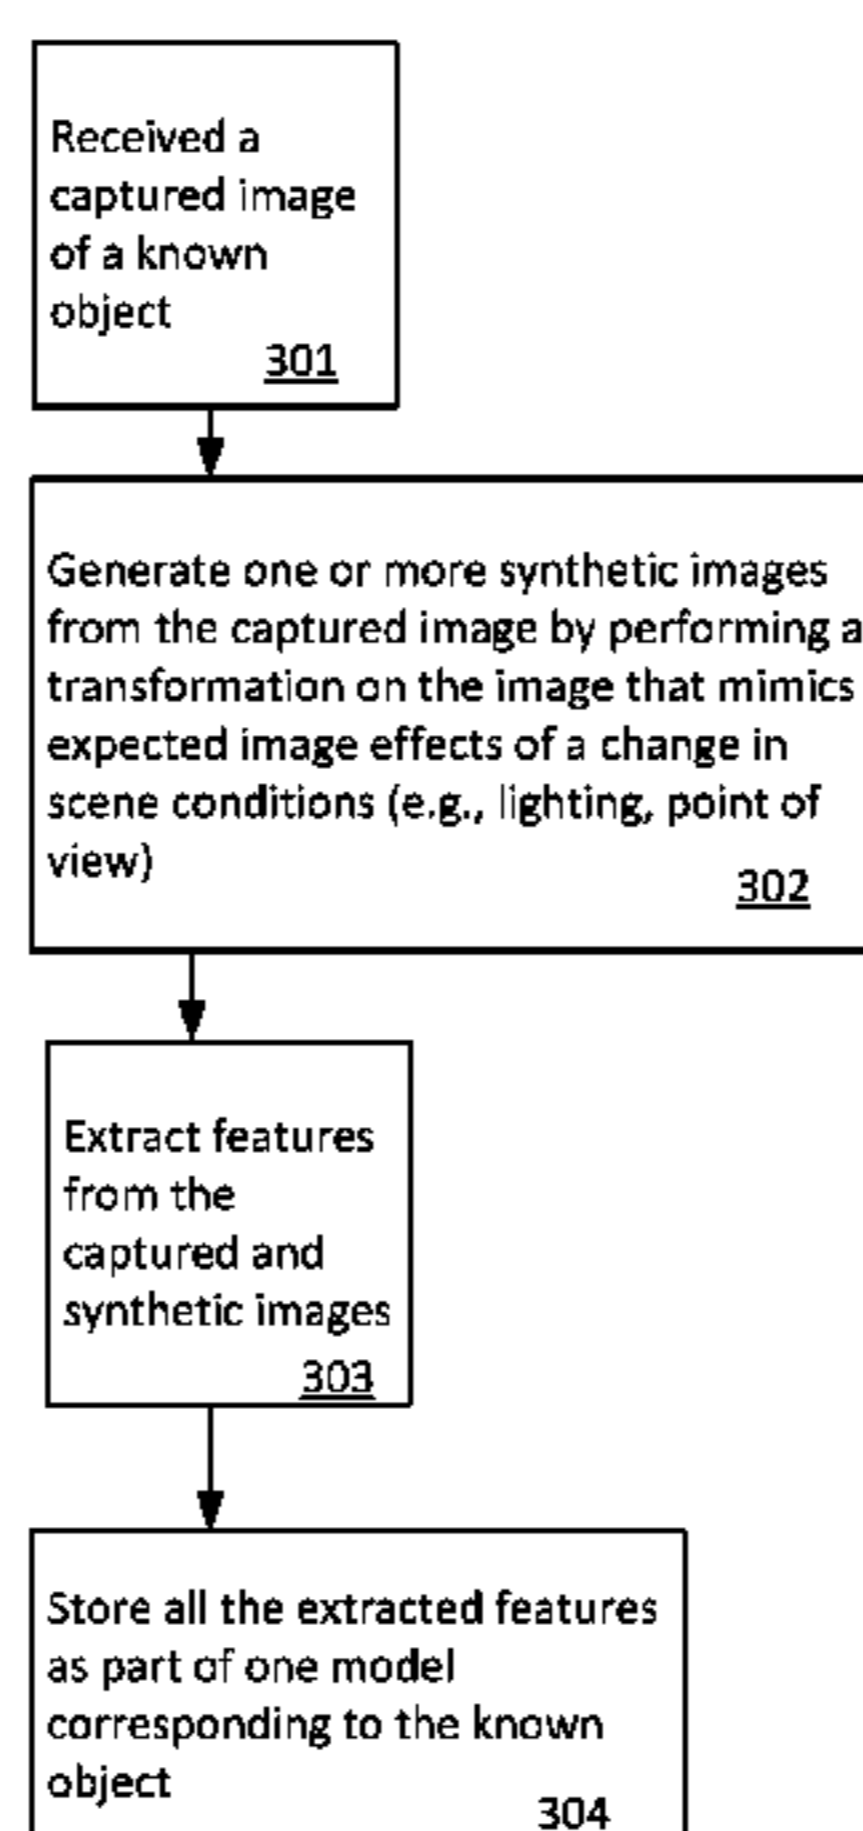 Received a
captured image
of a known
object
301
Generate one or more synthetic images
from the captured image by performing a
transformation on the image that mimics
expected image effects of a change in
scene conditions (e.g., lighting, point of
view)
302
Extract features
from the
captured and
synthetic images
303
Store all the extracted features
as part of one model
corresponding to the known
object
304